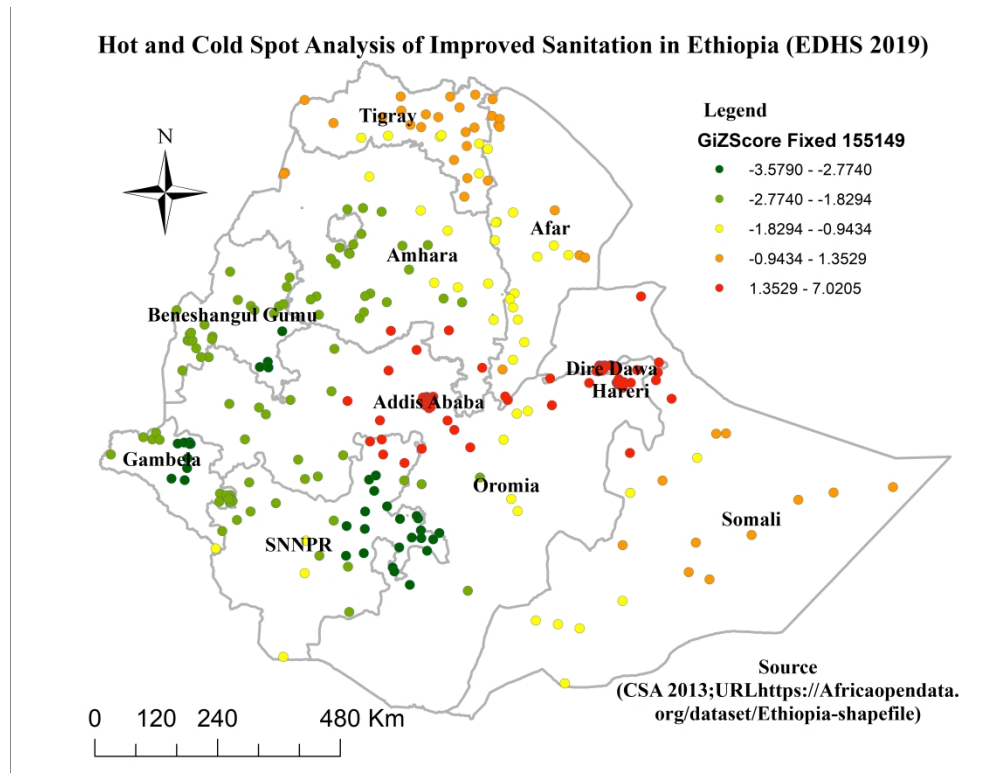 Hot and Cold Spot Analysis of Improved Sanitation in Ethiopia (EDHS 2019)
Legend
GiZScore Fixed 155149
-3.5790 - -2.7740
-2.7740 - -1.8294
-1.8294 - -0.9434
-0.9434 - 1.3529
1.3529 - 7.0205
N
Tigray
Afar
Amhara
Beneshangul Gumu
Dire Dawa
Hareri
Addis Ababa
Gambela
Oromia
Somali
SNNPR
Source
(CSA 2013;URLhttps://Africaopendata.
org/dataset/Ethiopia-shapefile)
0 120 240 480 Km